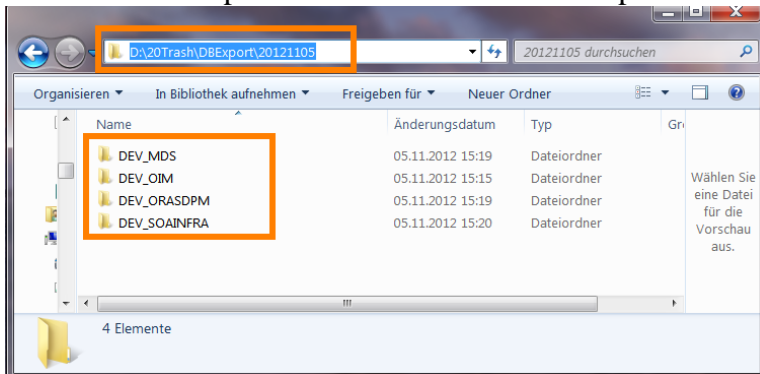 D:\20Trash\DBExport\20121105
20121105 durchsuchen
Organisieren
In Bibliothek aufnehmen
Freigeben für
Neuer Ordner
Name
Änderungsdatum
Typ
DEV_MDS
05.11.2012 15:19
Dateiordner
DEV_OIM
05.11.2012 15:15
Dateiordner
DEV_ORASDPM
05.11.2012 15:19
Dateiordner
DEV_SOAINFRA
05.11.2012 15:20
Dateiordner
Wählen Sie
eine Datei
für die
Vorschau
aus.
4 Elemente